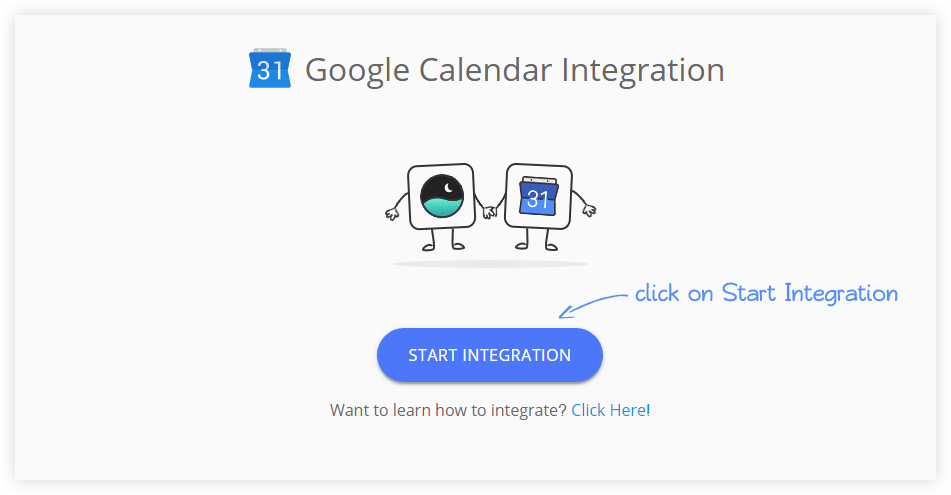 31 Google Calendar Integration
31
click on Start Integration
START INTEGRATION
Want to learn how to integrate? Click Here!